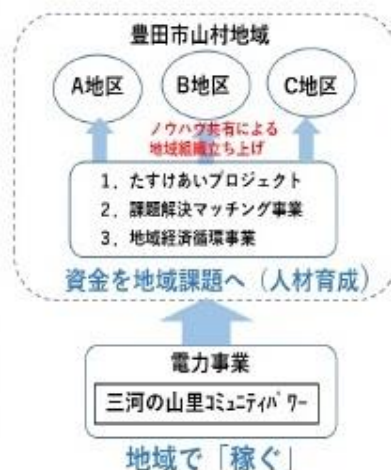 豊田市山村地域
A地区
B地区
C地区
ノウハウ共有による
地域組織立ち上げ
1．たすけあいプロジェクト
2．課題解決マッチング事業
3．地域経済循環事業
資金を地域課題へ（人材育成）
電力事業
三河の山里ｺﾐｭﾆﾃｨﾊﾟﾜｰ
地域で「稼ぐ」